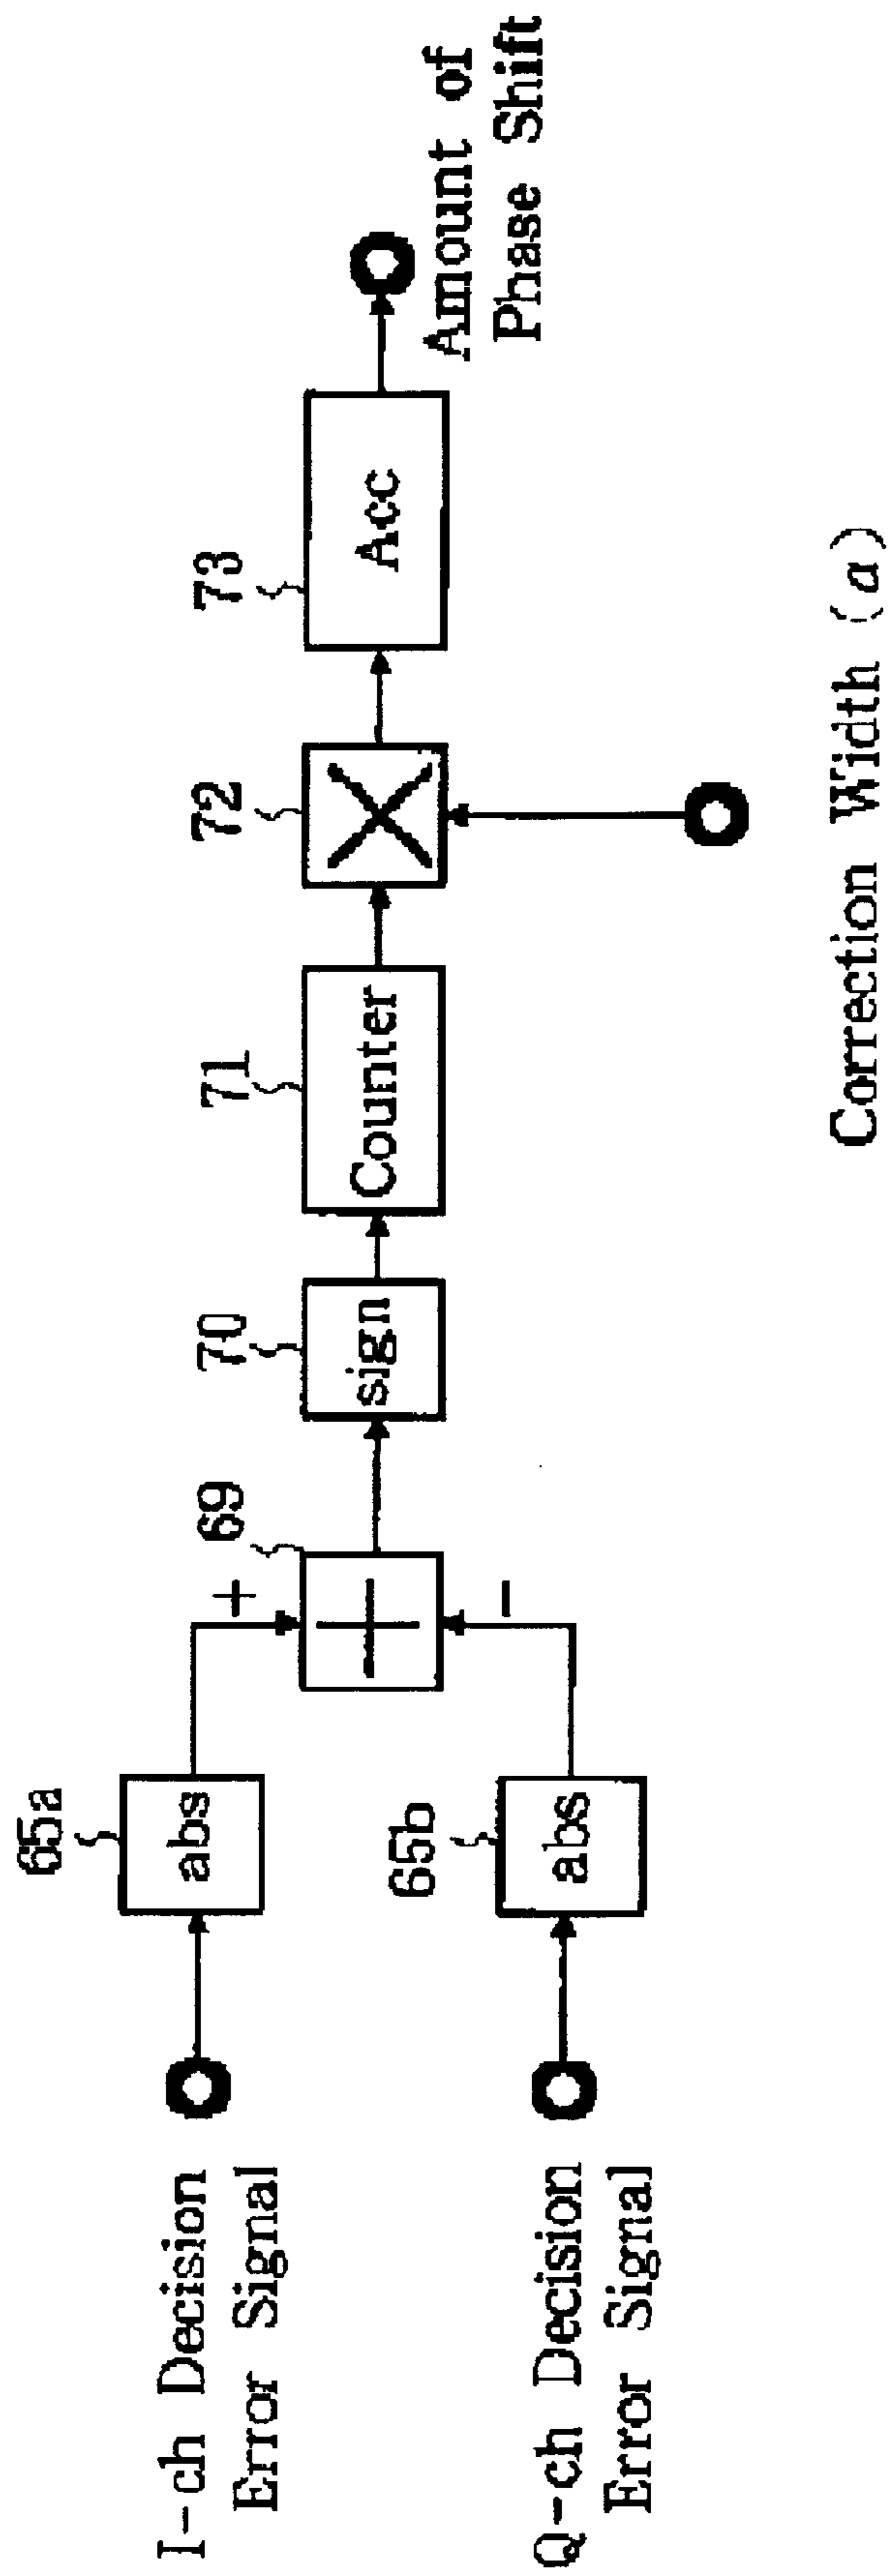 I-ch Decision
Error Signal
65a
abs
Q-ch Decision
Error Signal
65b
abs
+
-
69
70
sign
71
Counter
72
73
Acc
Amount of
Phase Shift
Correction Width (a)